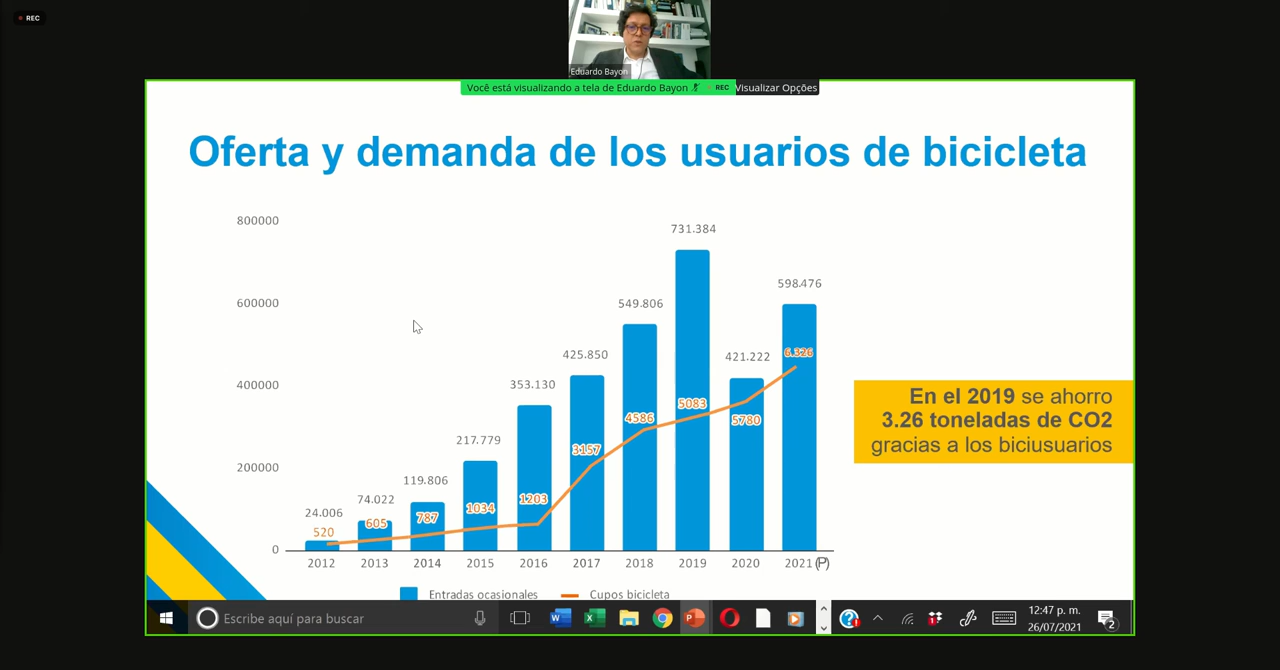 REC
Eduardo Bayon
Você está visualizando a tela de Eduardo Bayon REC Visualizar Opções
Oferta y demanda de los usuarios de bicicleta
800000
600000
400000
200000
0
24.006
74.022
119.806
217.779
353.130
425.850
549.806
731.384
421.222
598.476
520
605
787
1034
1203
3157
4586
5083
5780
6.326
2012 2013 2014 2015 2016 2017 2018 2019 2020 2021 (P)
Entradas ocasionales Cupos bicicleta
En el 2019 se ahorro
3.26 toneladas de CO2
gracias a los biciusuarios
Escribe aquí para buscar
12:47 p. m.
26/07/2021
2